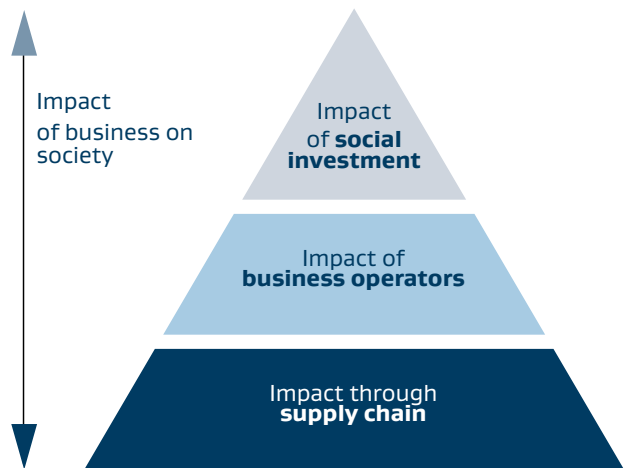 Impact
of business on
society
Impact
of social
investment
Impact of
business operators
Impact through
supply chain